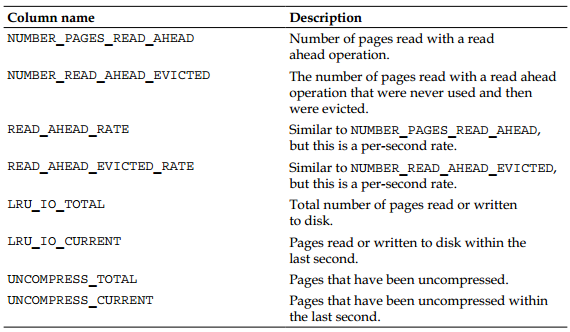 Column name Description
NUMBER_PAGES_READ_AHEAD Number of pages read with a read
ahead operation.
NUMBER_READ_AHEAD_EVICTED The number of pages read with a read ahead
operation that were never used and then
were evicted.
READ_AHEAD_RATE Similar to NUMBER_PAGES_READ_AHEAD,
but this is a per-second rate.
READ_AHEAD_EVICTED_RATE Similar to NUMBER_READ_AHEAD_EVICTED,
but this is a per-second rate.
LRU_IO_TOTAL Total number of pages read or written
to disk.
LRU_IO_CURRENT Pages read or written to disk within the
last second.
UNCOMPRESS_TOTAL Pages that have been uncompressed.
UNCOMPRESS_CURRENT Pages that have been uncompressed within
the last second.